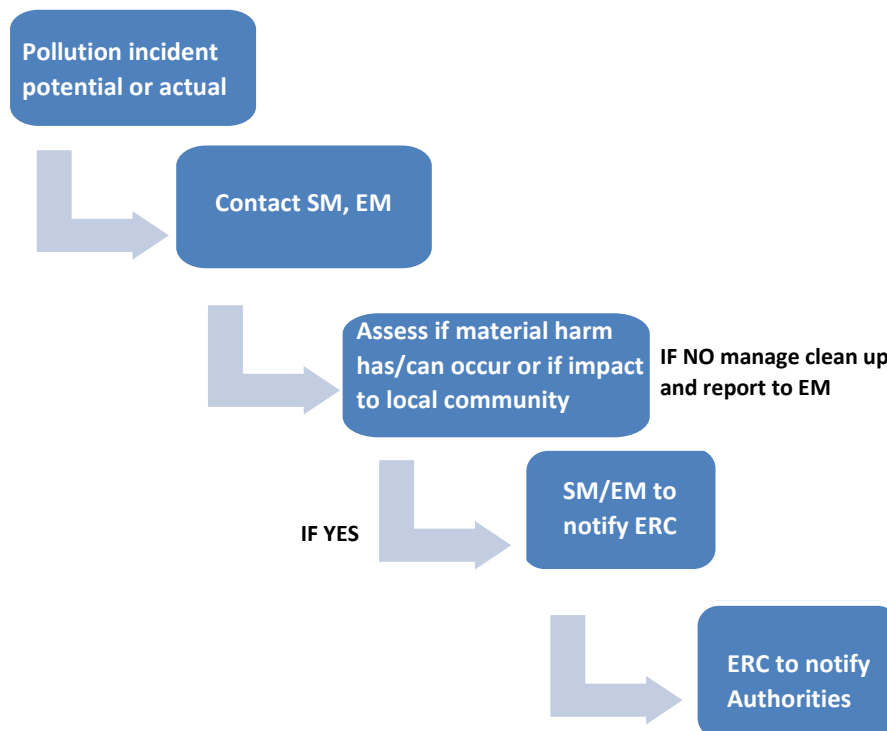 Pollution incident
potential or actual
Contact SM, EM
Assess if material harm
has/can occur or if impact
to local community
IF NO manage clean up
and report to EM
IF YES
SM/EM to
notify ERC
ERC to notify
Authorities